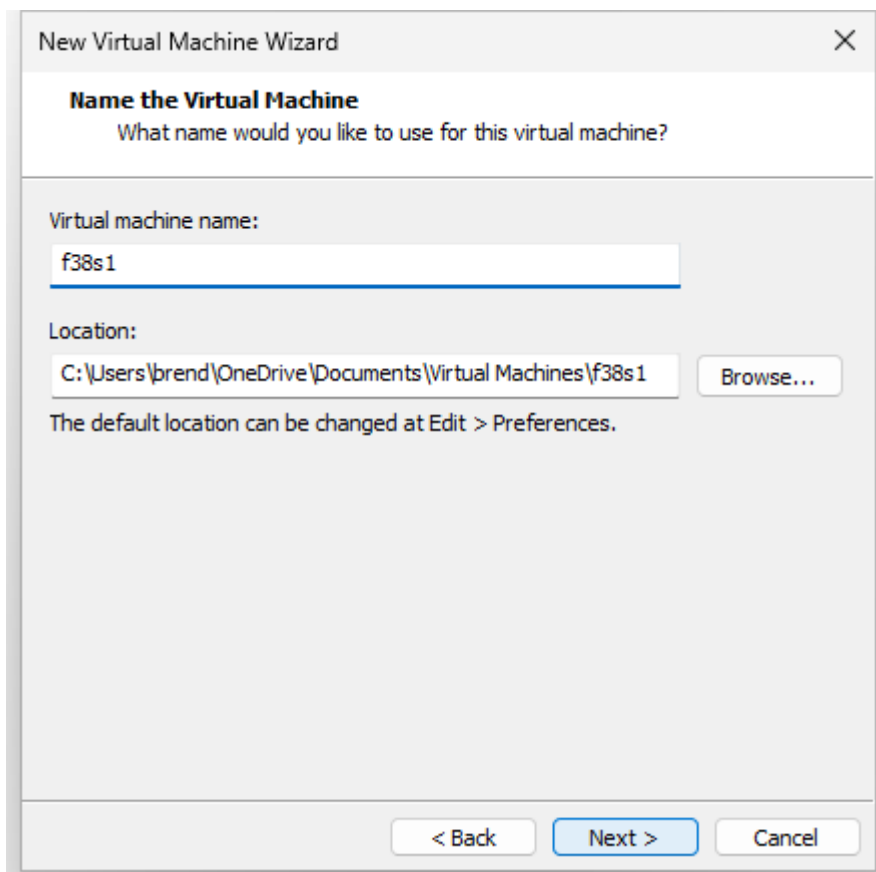 New Virtual Machine Wizard
Name the Virtual Machine
What name would you like to use for this virtual machine?
Virtual machine name:
f38s1
Location:
C:\Users\brend\OneDrive\Documents\Virtual Machines\f38s1
Browse...
The default location can be changed at Edit > Preferences.
< Back
Next >
Cancel